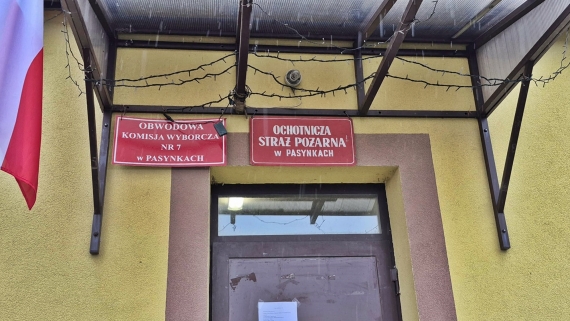 OBWODOWA
KOMISJA WYBORCZA
NR 7
W PASYNKACH
OCHOTNICZA
STRAŻ POŻARNA
W PASYNKACH